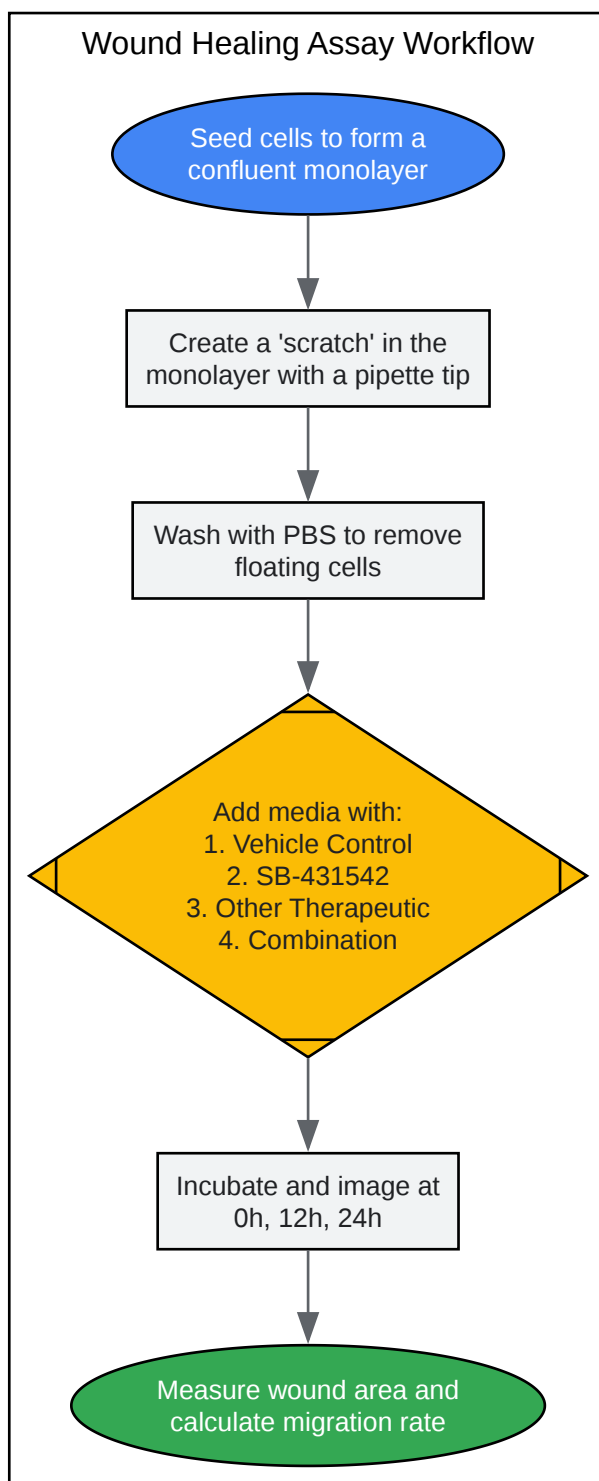 Wound Healing Assay Workflow
Seed cells to form a
confluent monolayer
Create a 'scratch' in the
monolayer with a pipette tip
Wash with PBS to remove
floating cells
Add media with:
1. Vehicle Control
2. SB-431542
3. Other Therapeutic
4. Combination
Incubate and image at
0h, 12h, 24h
Measure wound area and
calculate migration rate